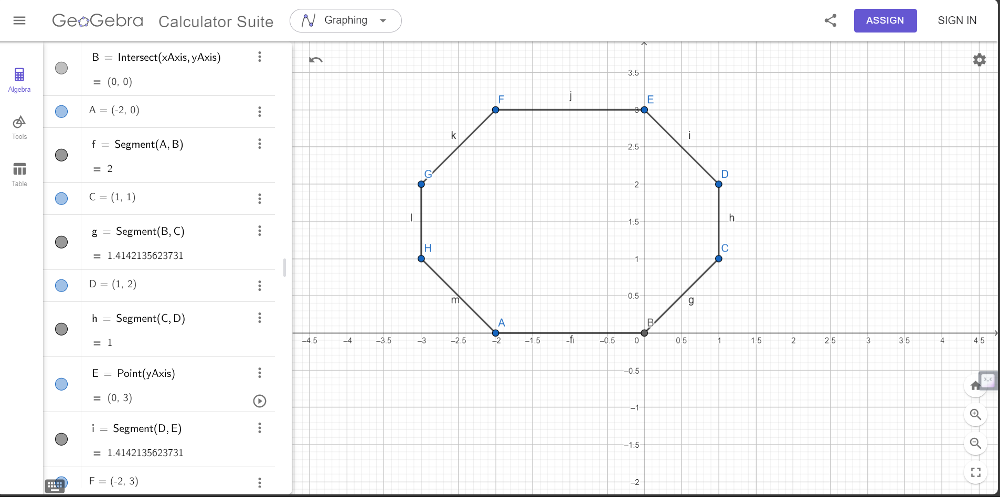 GeoGebra Calculator Suite Graphing ASSIGN SIGN IN
Algebra
Tools
Table
B = Intersect(xAxis, yAxis)
= (0, 0)
A = (-2, 0)
f = Segment(A, B)
= 2
C = (1, 1)
g = Segment(B, C)
= 1.4142135623731
D = (1, 2)
h = Segment(C, D)
= 1
E = Point(yAxis)
= (0, 3)
i = Segment(D, E)
= 1.4142135623731
F = (-2, 3)
3.5
j
F E
3
k i
2.5
G D
2
l h
1.5
H C
1
0.5
m g
A B
–4.5 –4 –3.5 –3 –2.5 –2 –1.5 f –0.5 0 0.5 1 1.5 2 2.5 3 3.5 4 4.5
–0.5
–1
–1.5
–2